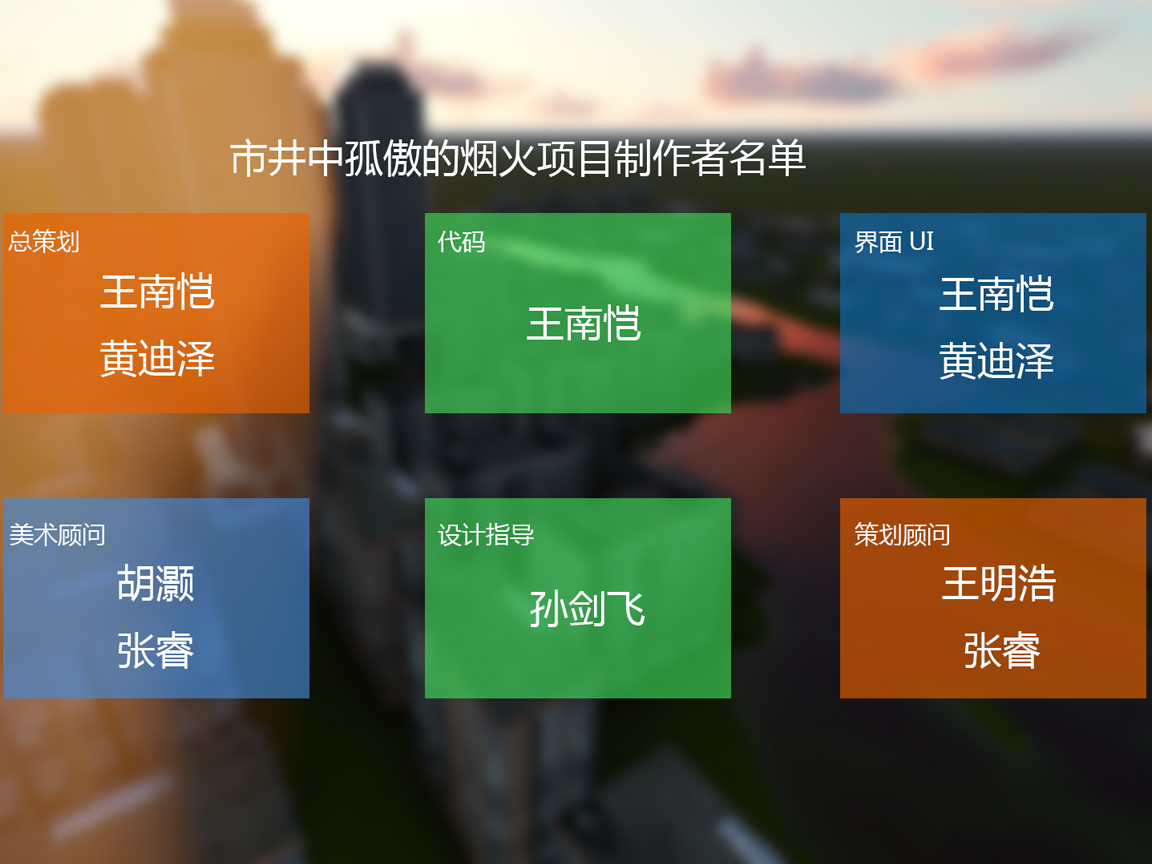 市井中孤傲的烟火项目制作者名单
总策划
王南恺
黄迪泽
代码
王南恺
界面 UI
王南恺
黄迪泽
美术顾问
胡灏
张睿
设计指导
孙剑飞
策划顾问
王明浩
张睿